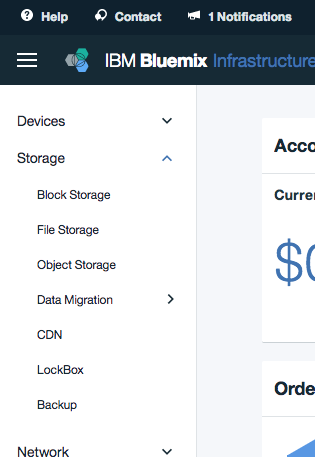 Help Contact 1 Notifications
IBM Bluemix Infrastructure
Devices
Storage
Block Storage
File Storage
Object Storage
Data Migration
CDN
LockBox
Backup
Network
Acco
Curre
$0
Orde